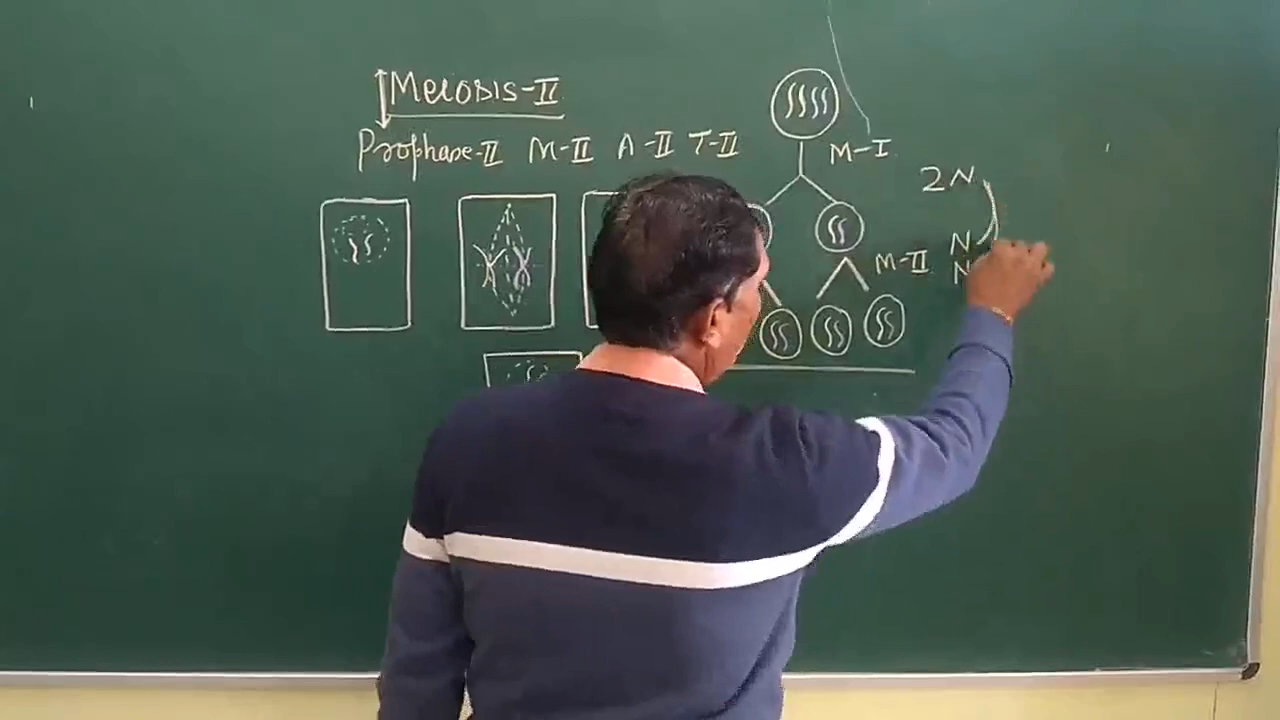 Meiosis-II
Prophase-II M-II A-II T-II
M-I
2N
N
M-II
N